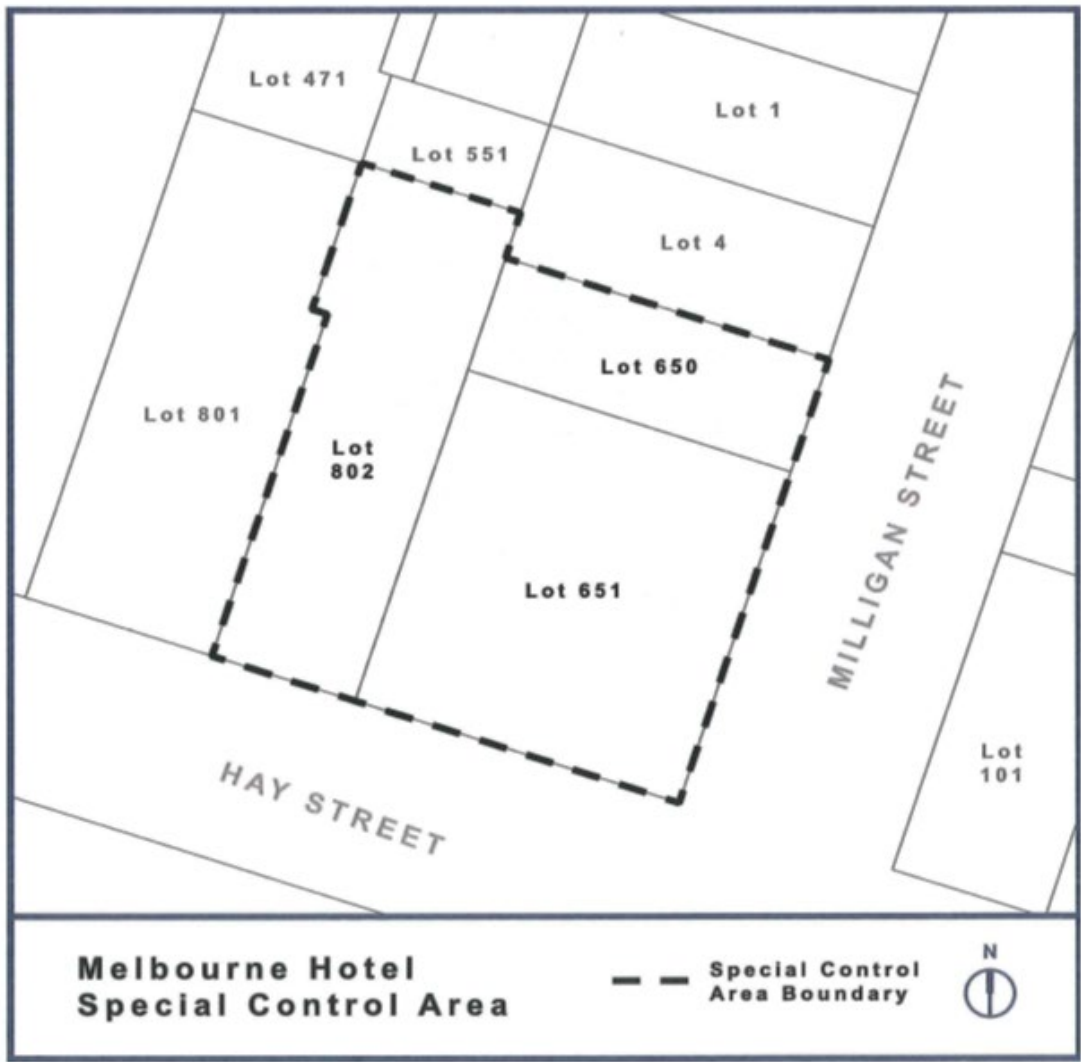 Lot 471
Lot 1
Lot 551
Lot 4
Lot 650
Lot 801
Lot
802
Lot 651
MILLIGAN STREET
Lot
101
HAY STREET
Melbourne Hotel
Special Control Area
Special Control
Area Boundary
N